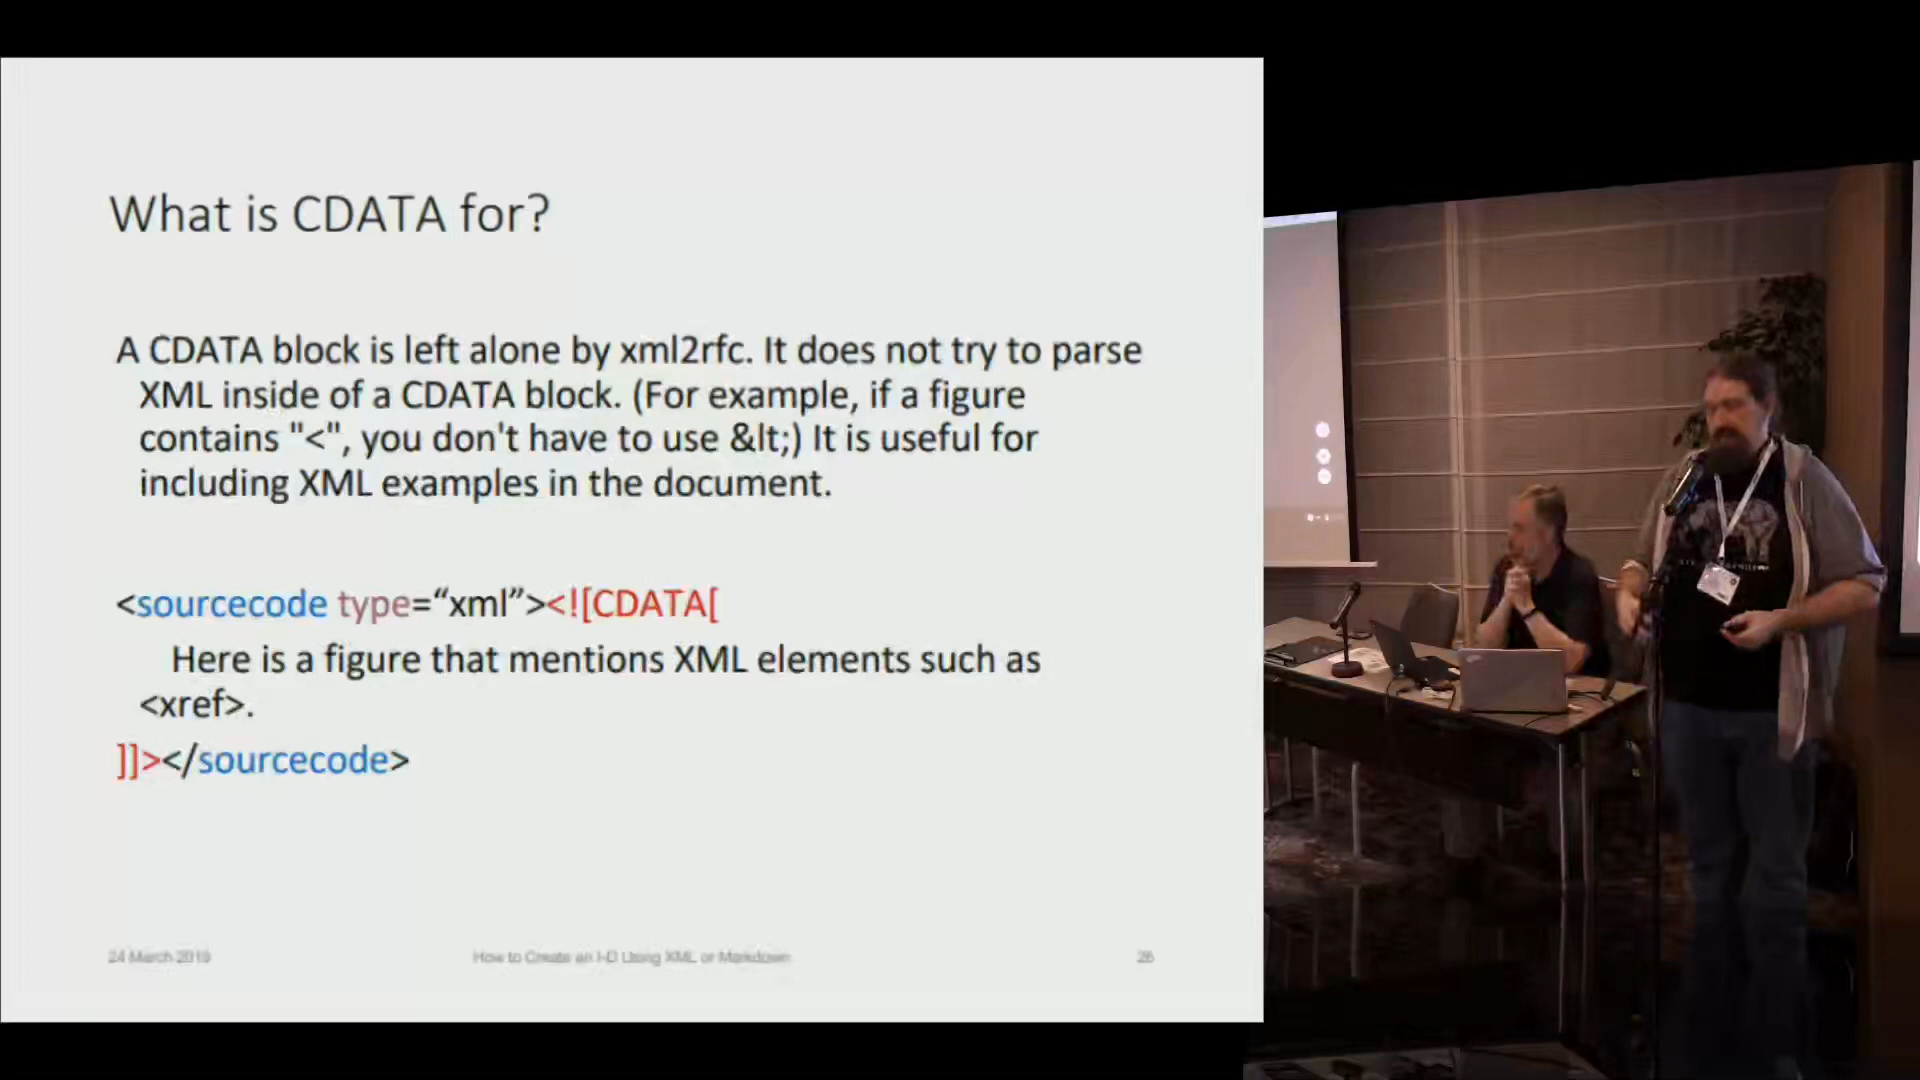 What is CDATA for?
A CDATA block is left alone by xml2rfc. It does not try to parse
XML inside of a CDATA block. (For example, if a figure
contains "<", you don't have to use &lt;) It is useful for
including XML examples in the document.
<sourcecode type=“xml”><![CDATA[
Here is a figure that mentions XML elements such as
<xref>.
]]></sourcecode>
24 March 2019
How to Create an I-D Using XML or Markdown
26